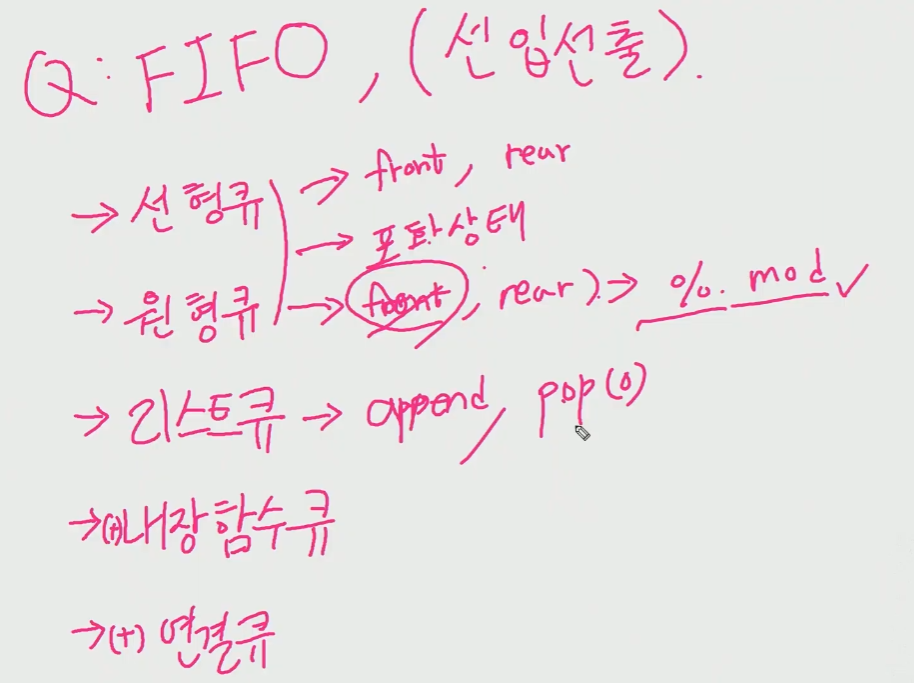 Q: FIFO, (선입선출).
→ 선형큐 → front, rear
→ 포화상태
→ 원형큐 → front, rear) → %. mod ✓
→ 리스트큐 → append, pop(0)
→(+)내장함수큐
→(+) 연결큐